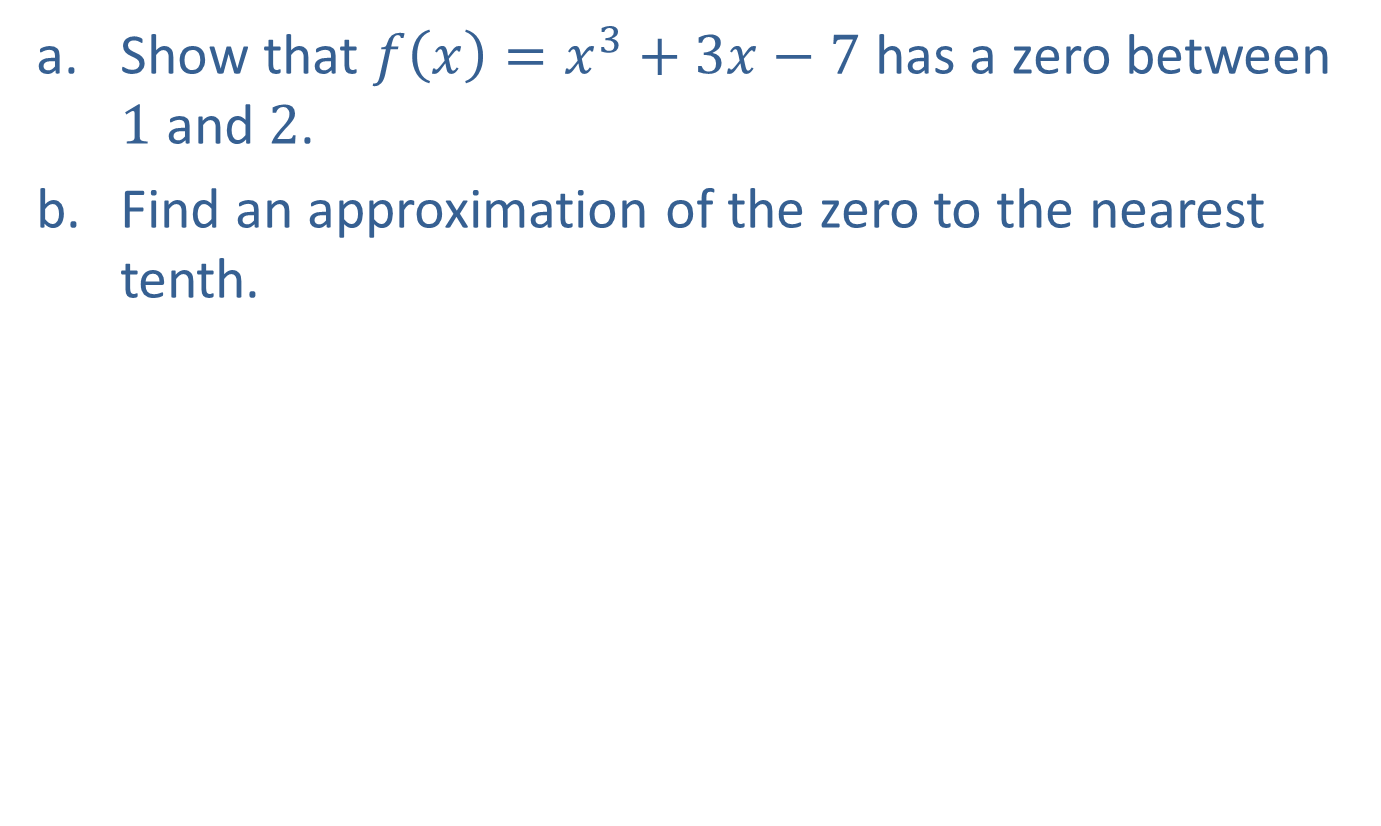 a. Show that f(x) = x³ + 3x − 7 has a zero between
1 and 2.
b. Find an approximation of the zero to the nearest
tenth.